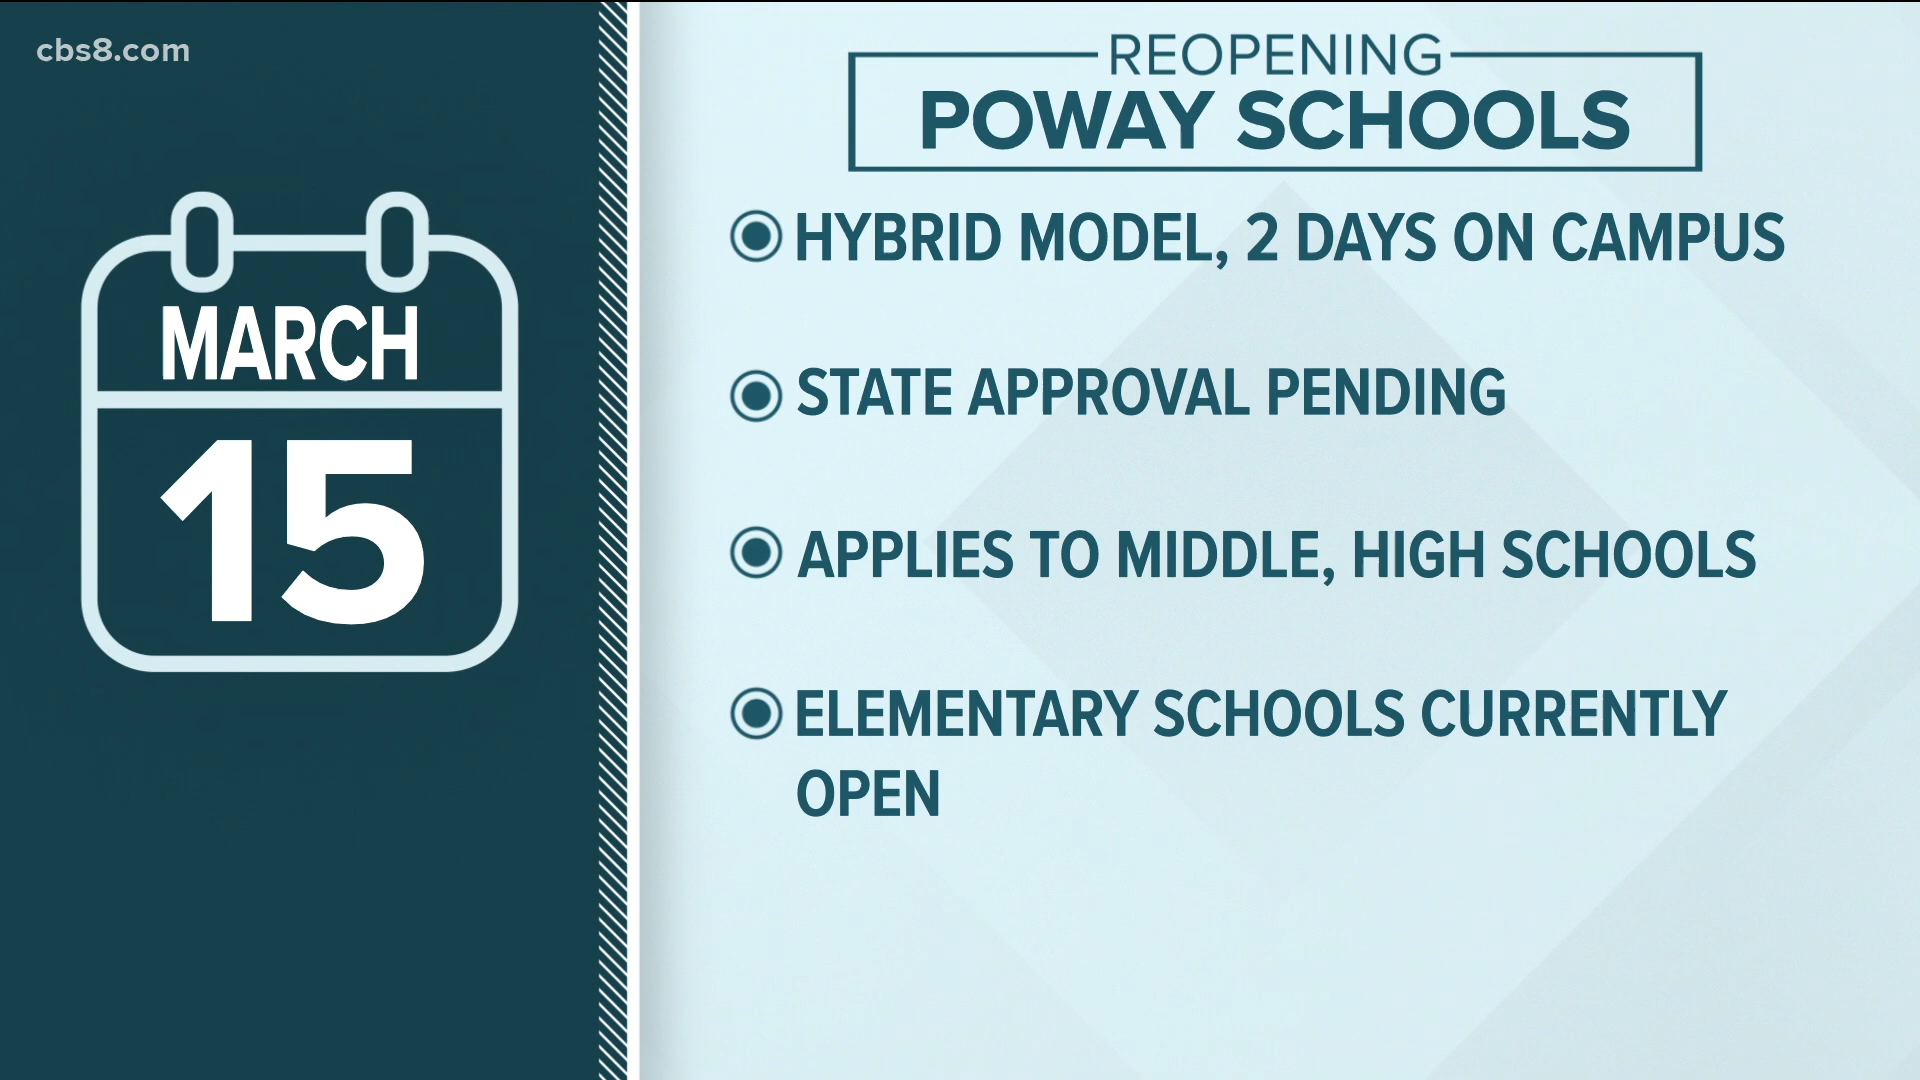 cbs8.com
MARCH
15
REOPENING
POWAY SCHOOLS
HYBRID MODEL, 2 DAYS ON CAMPUS
STATE APPROVAL PENDING
APPLIES TO MIDDLE, HIGH SCHOOLS
ELEMENTARY SCHOOLS CURRENTLY
OPEN